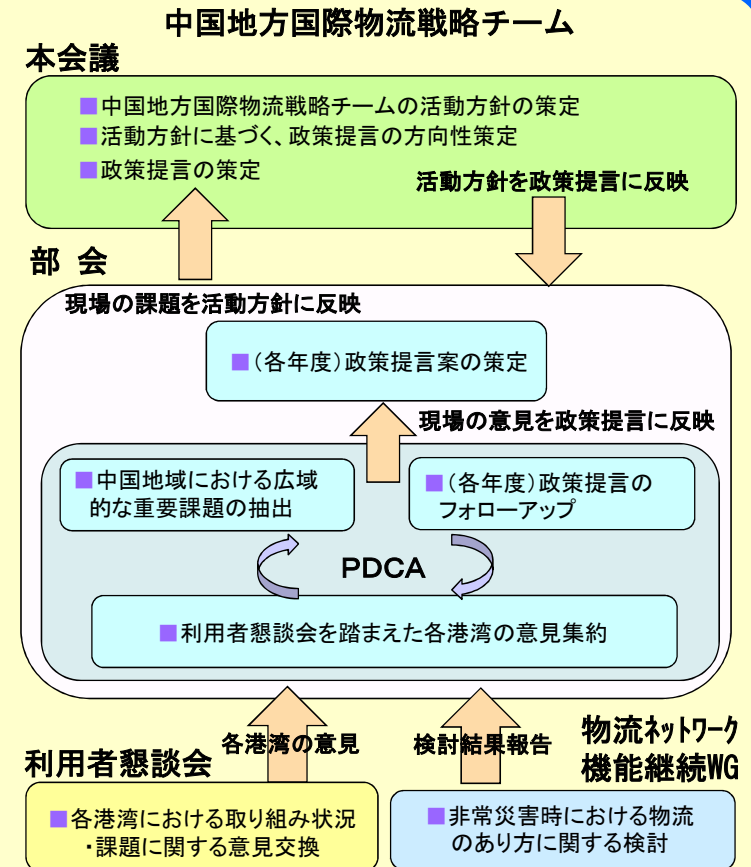 中国地方国際物流戦略チーム
本会議
■中国地方国際物流戦略チームの活動方針の策定
■活動方針に基づく、政策提言の方向性策定
■政策提言の策定
活動方針を政策提言に反映
部 会
現場の課題を活動方針に反映
■(各年度)政策提言案の策定
現場の意見を政策提言に反映
■中国地域における広域
的な重要課題の抽出
■(各年度)政策提言の
フォローアップ
PDCA
■利用者懇談会を踏まえた各港湾の意見集約
各港湾の意見
検討結果報告
利用者懇談会
■各港湾における取り組み状況
・課題に関する意見交換
物流ネットワーク
機能継続WG
■非常災害時における物流
のあり方に関する検討